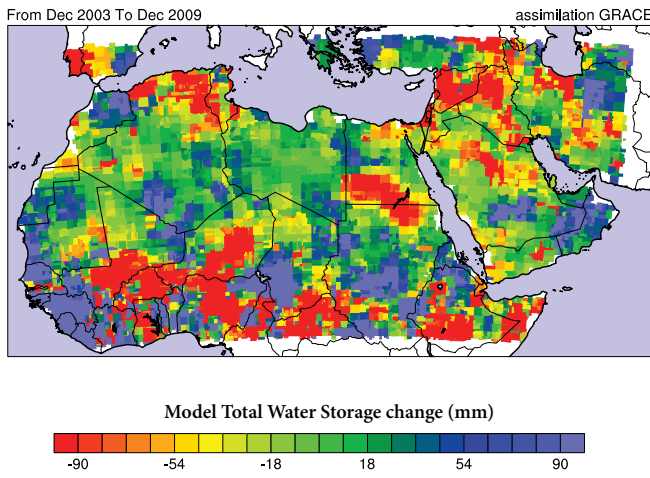 From Dec 2003 To Dec 2009 assimilation GRACE
Model Total Water Storage change (mm)
-90 -54 -18 18 54 90